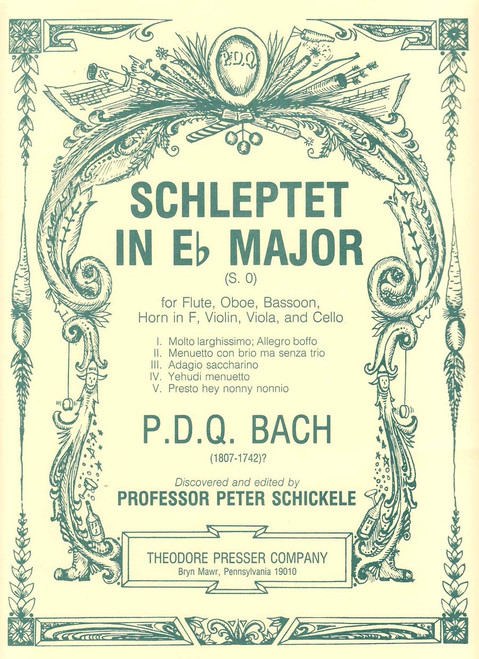 P.D.Q.
SCHLEPTET
IN E♭ MAJOR
(S. 0)
for Flute, Oboe, Bassoon,
Horn in F, Violin, Viola, and Cello
I. Molto larghissimo; Allegro boffo
II. Menuetto con brio ma senza trio
III. Adagio saccharino
IV. Yehudi menuetto
V. Presto hey nonny nonnio
P.D.Q. BACH
(1807-1742)?
Discovered and edited by
PROFESSOR PETER SCHICKELE
THEODORE PRESSER COMPANY
Bryn Mawr, Pennsylvania 19010